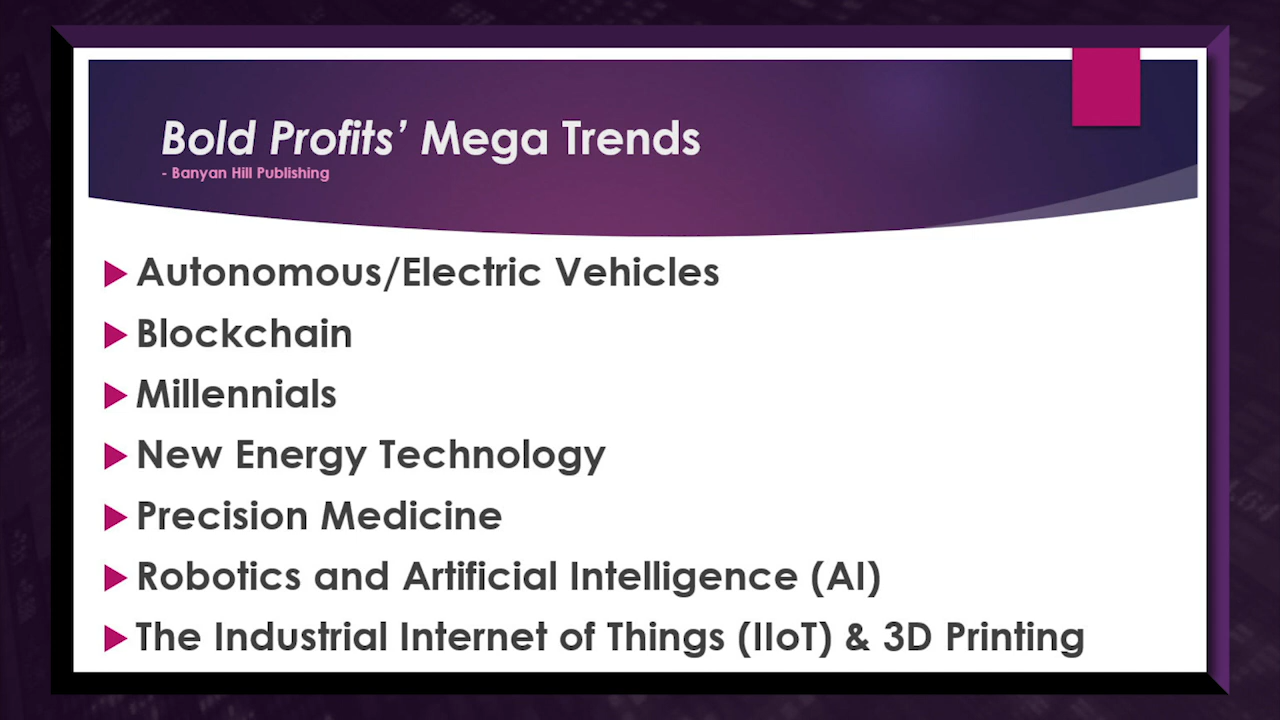 Bold Profits’ Mega Trends
- Banyan Hill Publishing
Autonomous/Electric Vehicles
Blockchain
Millennials
New Energy Technology
Precision Medicine
Robotics and Artificial Intelligence (AI)
The Industrial Internet of Things (IIoT) & 3D Printing